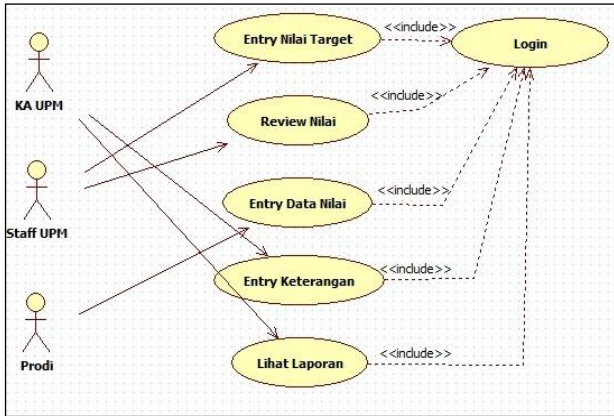 KA UPM
Staff UPM
Prodi
Entry Nilai Target
Review Nilai
Entry Data Nilai
Entry Keterangan
Lihat Laporan
<<include>>
<<include>>
<<include>>
<<include>>
<<include>>
Login